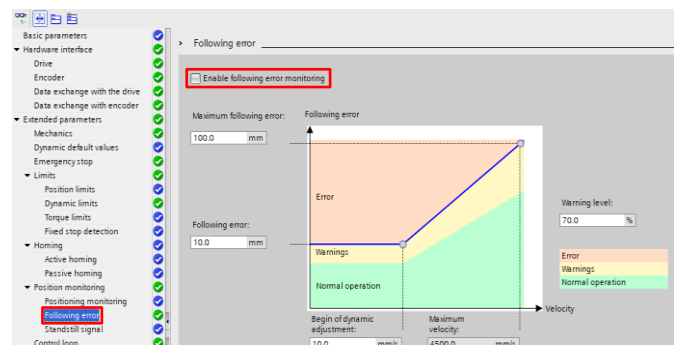 Basic parameters
Hardware interface
Drive
Encoder
Data exchange with the drive
Data exchange with encoder
Extended parameters
Mechanics
Dynamic default values
Emergency stop
Limits
Position limits
Dynamic limits
Torque limits
Fixed stop detection
Homing
Active homing
Passive homing
Position monitoring
Positioning monitoring
Following error
Standstill signal
Control loop
Following error
Enable following error monitoring
Maximum following error:
100.0 mm
Following error:
10.0 mm
Following error
Error
Warnings
Normal operation
Velocity
Begin of dynamic
adjustment:
10.0 mm/s
Maximum
velocity:
4500.0 mm/s
Warning level:
70.0 %
Error
Warnings
Normal operation